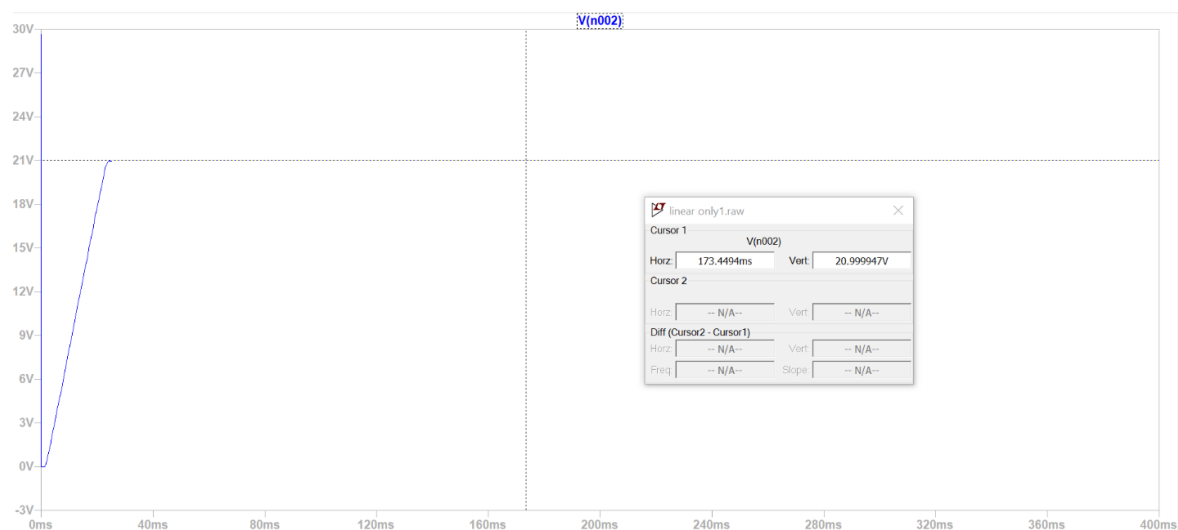 V(n002)
30V
27V
24V
21V
18V
15V
12V
9V
6V
3V
0V
-3V
0ms 40ms 80ms 120ms 160ms 200ms 240ms 280ms 320ms 360ms 400ms
linear only1.raw
Cursor 1
V(n002)
Horz: 173.4494ms Vert: 20.999947V
Cursor 2
Horz: -- N/A-- Vert: -- N/A--
Diff (Cursor2 - Cursor1)
Horz: -- N/A-- Vert: -- N/A--
Freq: -- N/A-- Slope: -- N/A--